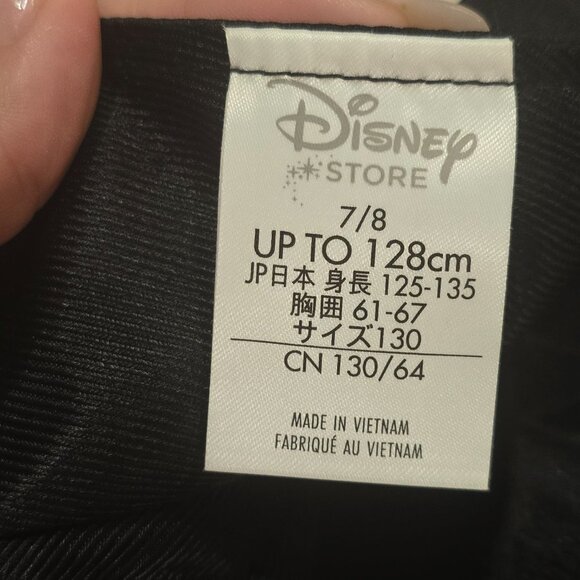 Disney
STORE
7/8
UP TO 128cm
JP日本 身長 125-135
胸囲 61-67
サイズ130
CN 130/64
MADE IN VIETNAM
FABRIQUÉ AU VIETNAM